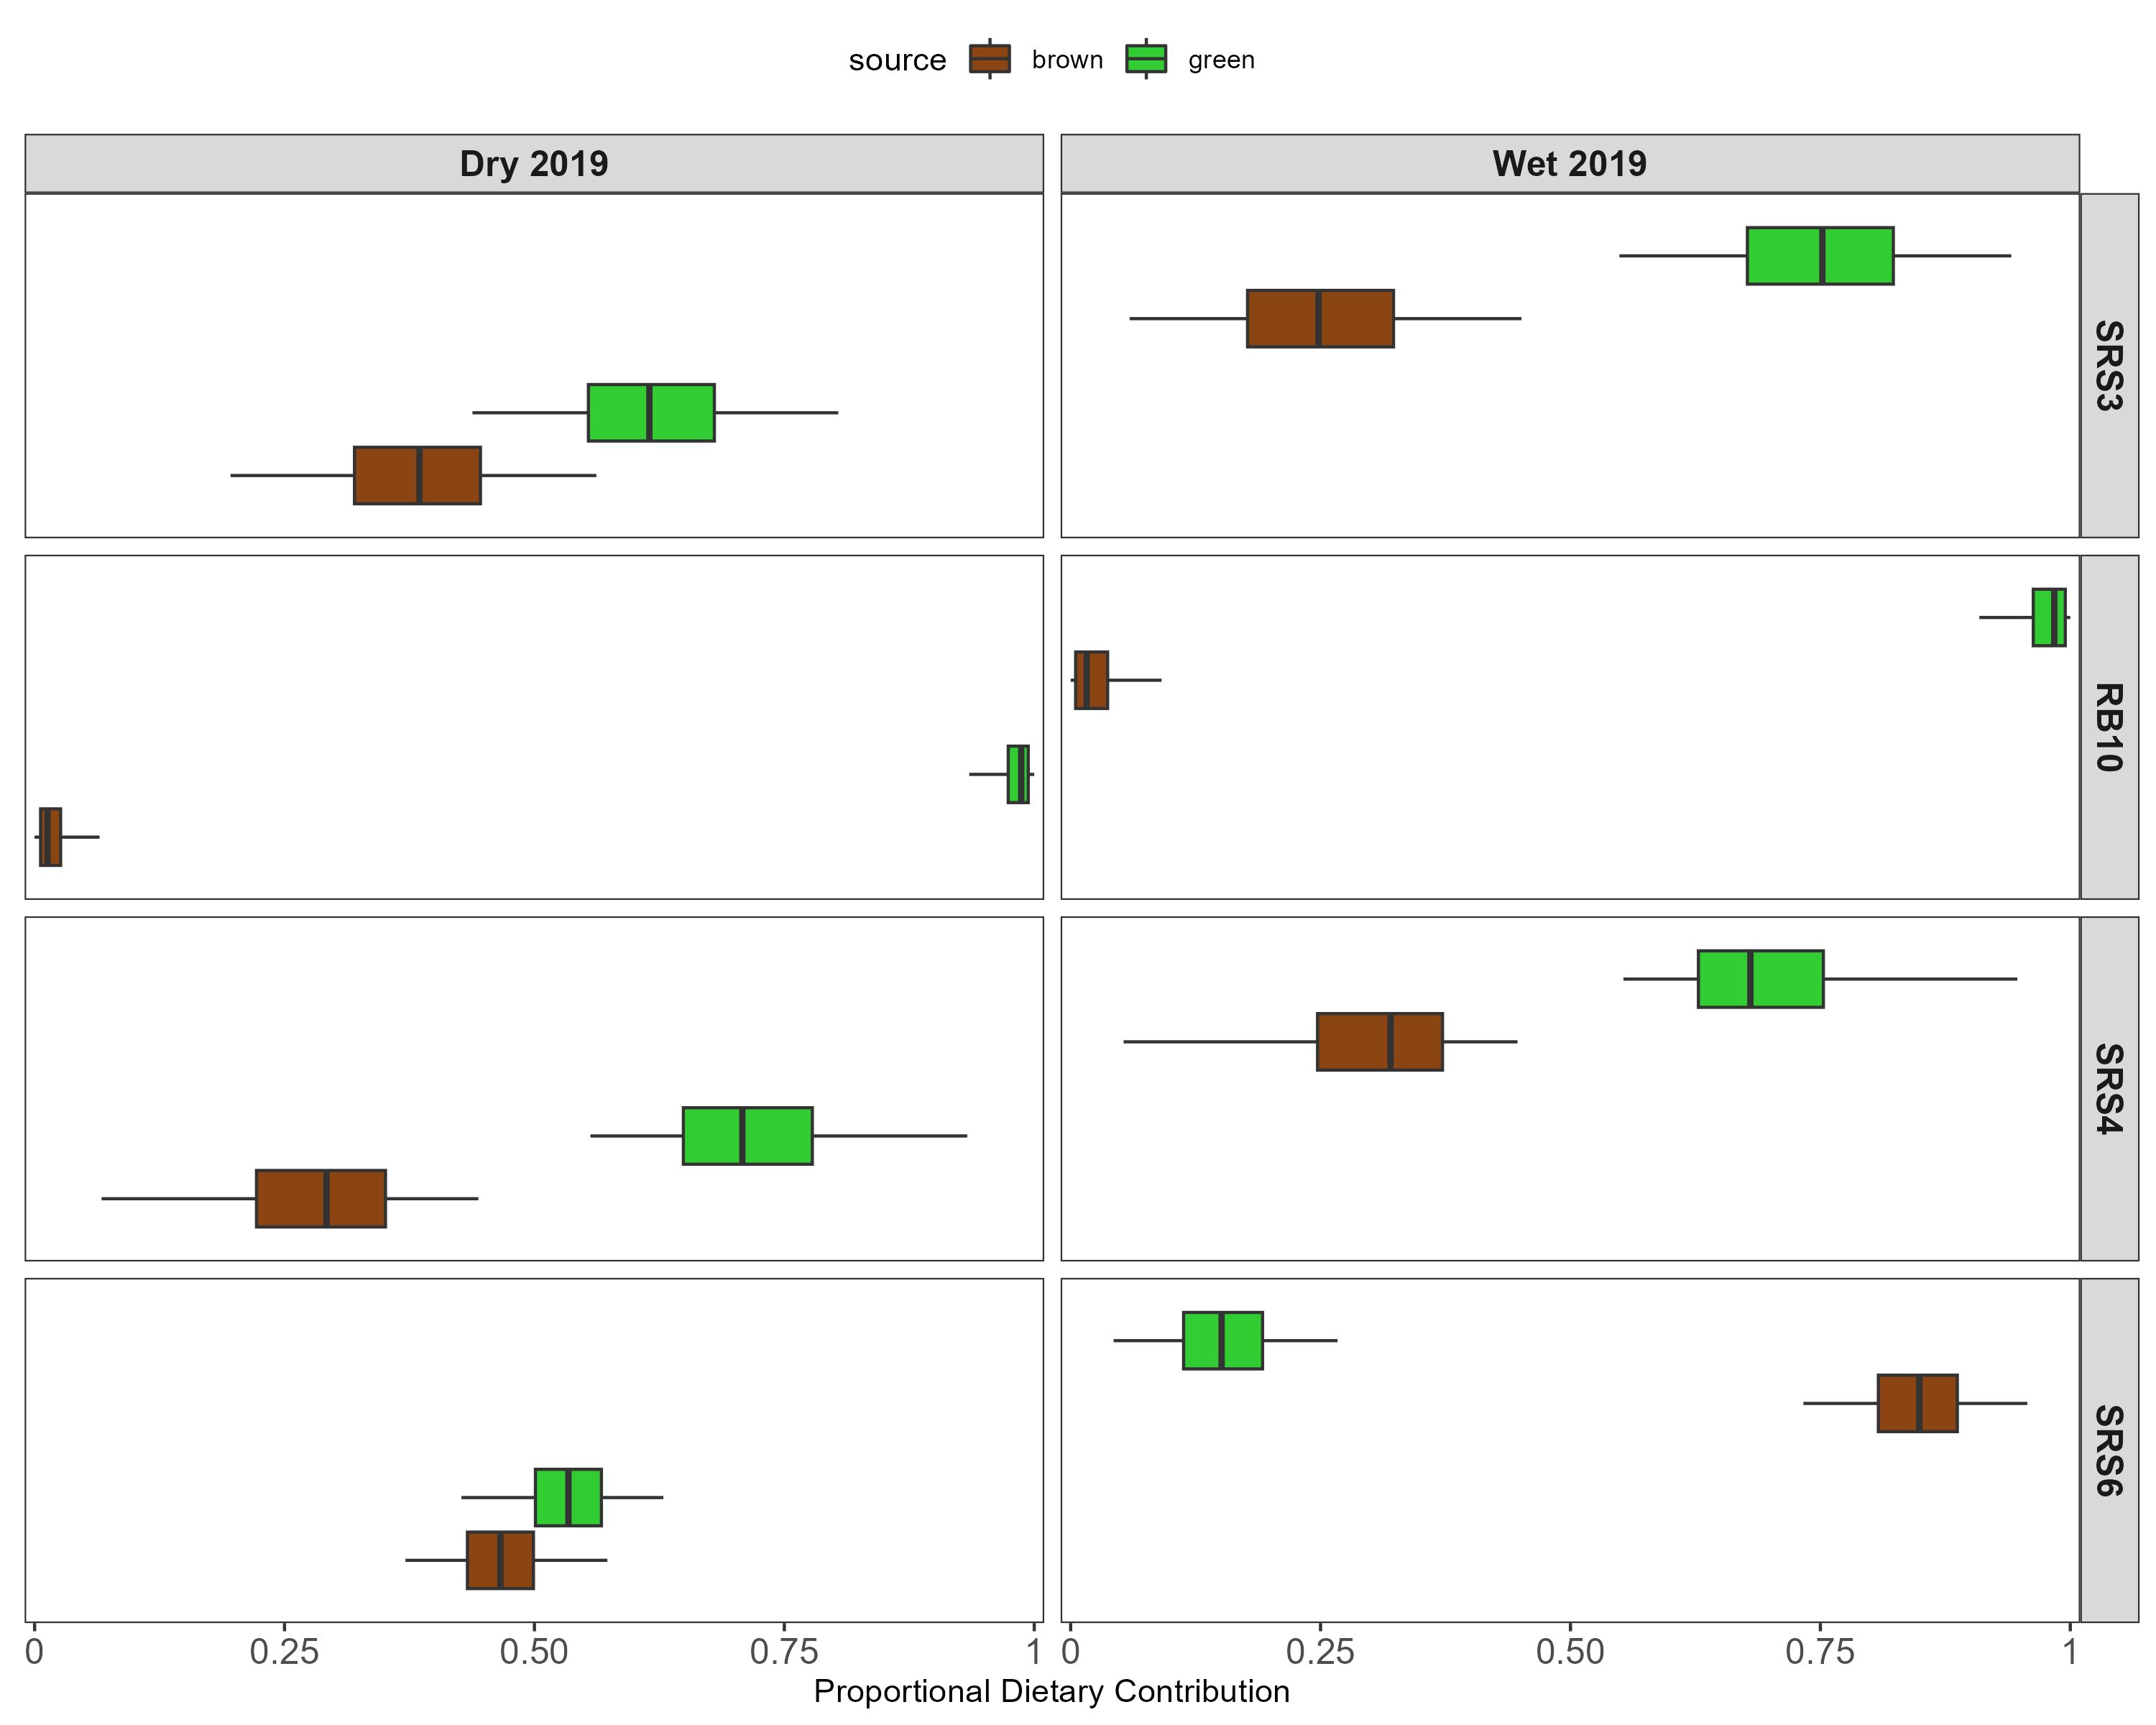 source brown green
Dry 2019 Wet 2019
SRS3
RB10
SRS4
SRS6
0 0.25 0.50 0.75 1 0 0.25 0.50 0.75 1
Proportional Dietary Contribution